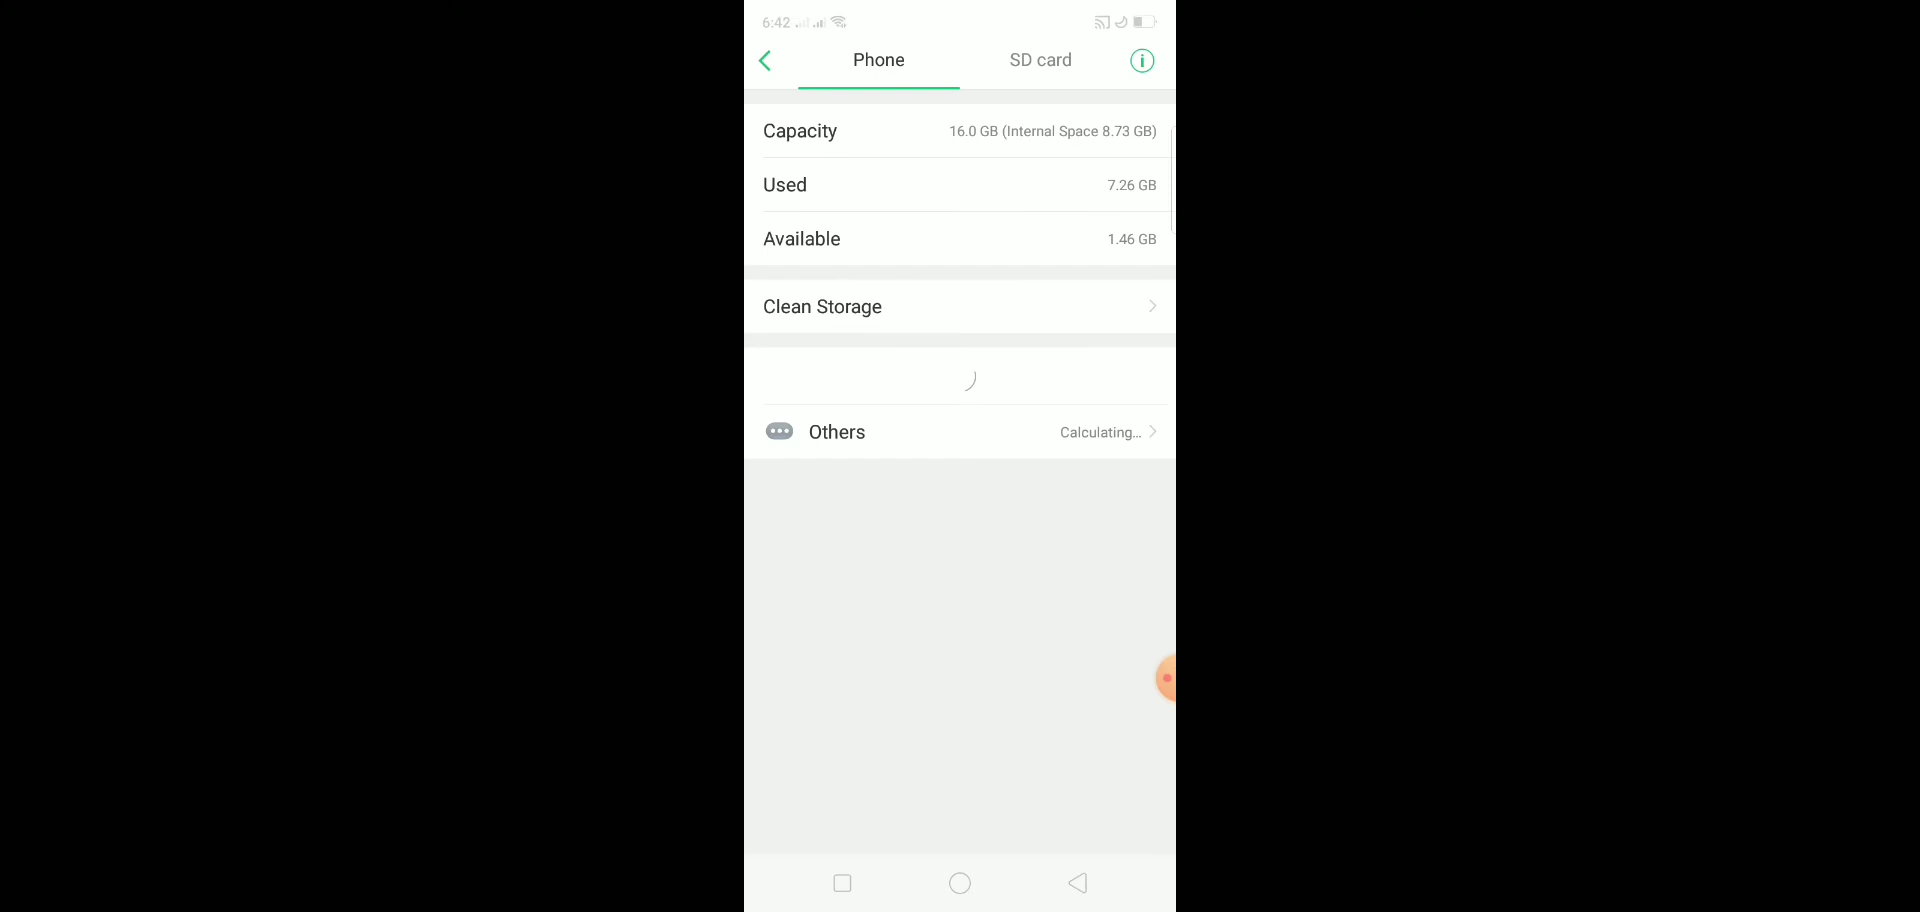 6:42
Phone SD card
Capacity 16.0 GB (Internal Space 8.73 GB)
Used 7.26 GB
Available 1.46 GB
Clean Storage
Others Calculating...